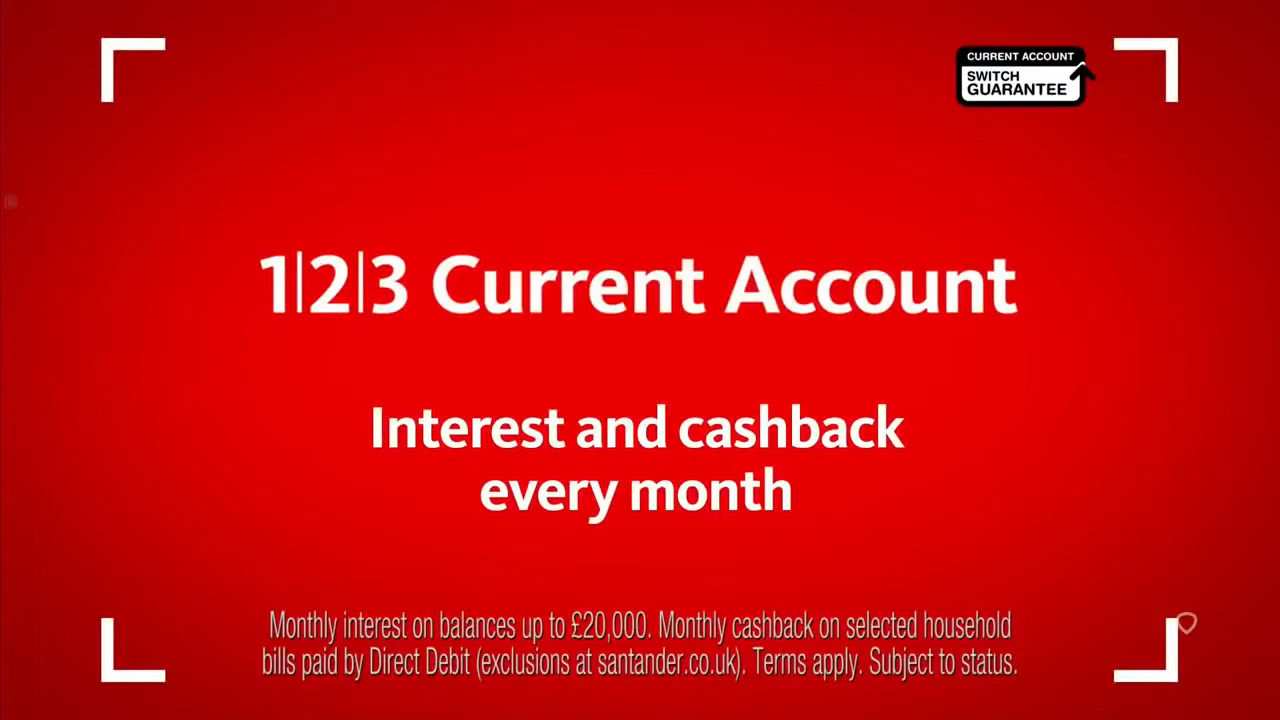 CURRENT ACCOUNT
SWITCH
GUARANTEE
1|2|3 Current Account
Interest and cashback
every month
Monthly interest on balances up to £20,000. Monthly cashback on selected household
bills paid by Direct Debit (exclusions at santander.co.uk). Terms apply. Subject to status.